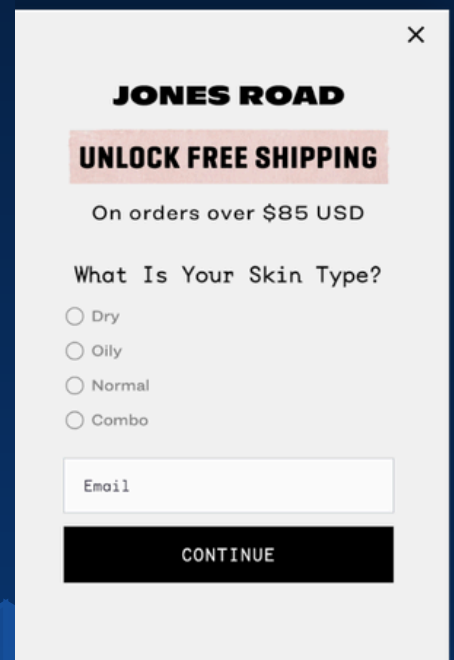 JONES ROAD
UNLOCK FREE SHIPPING
On orders over $85 USD
What Is Your Skin Type?
Dry
Oily
Normal
Combo
Email
CONTINUE